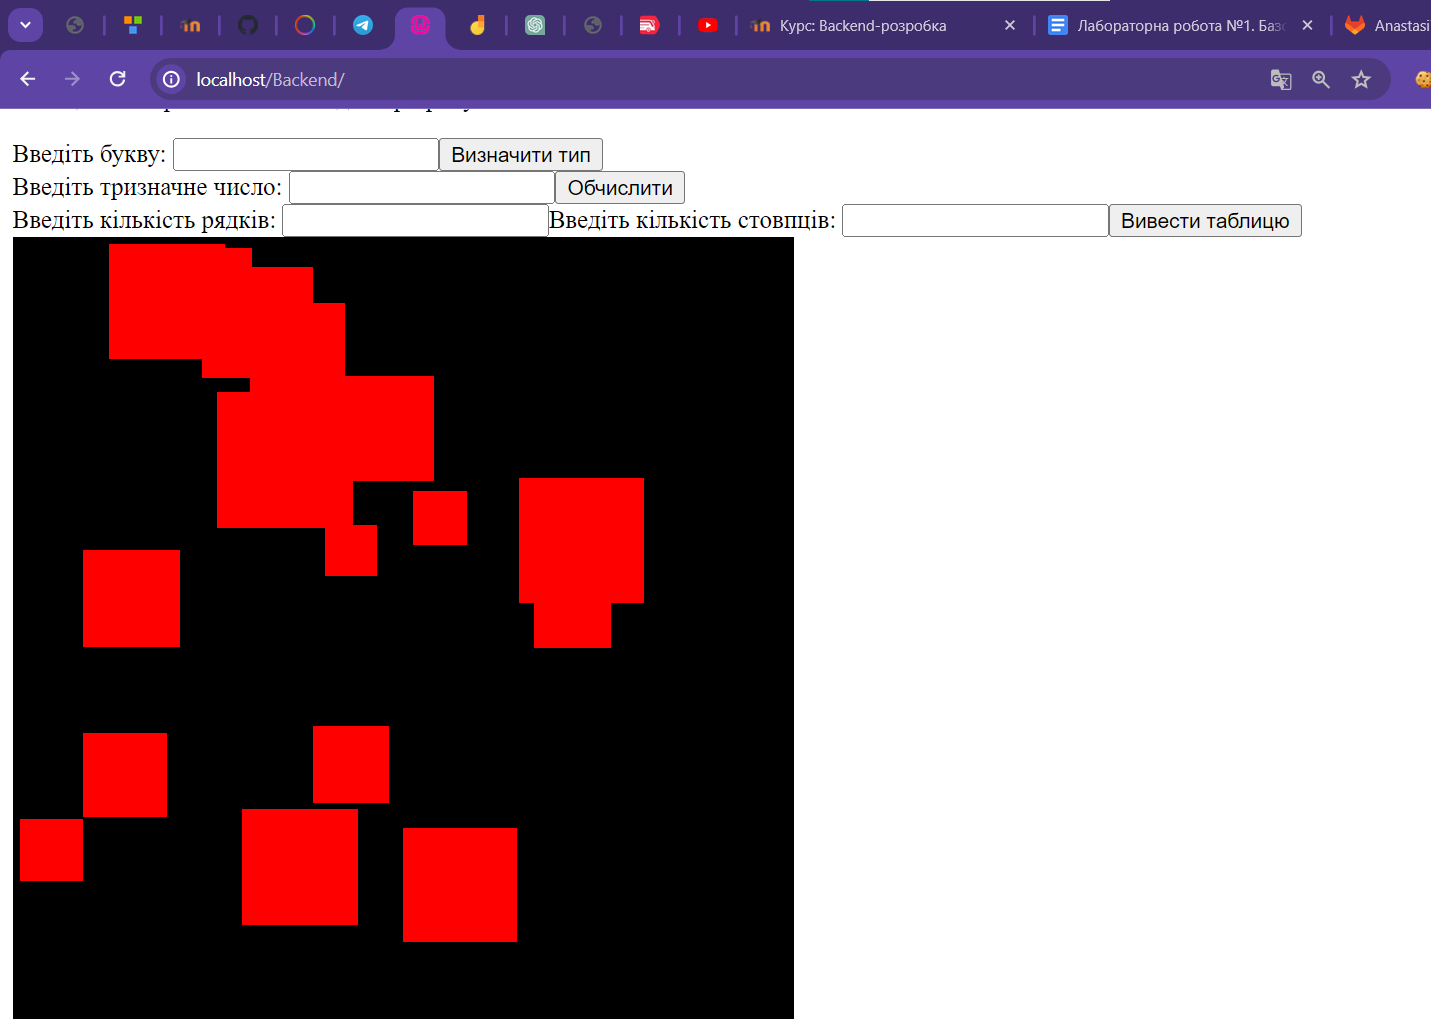 Курс: Backend-розробка
Лабораторна робота №1. Баз
Anastasi
localhost/Backend/
Введіть букву: Визначити тип
Введіть тризначне число: Обчислити
Введіть кількість рядків: Введіть кількість стовпців: Вивести таблицю